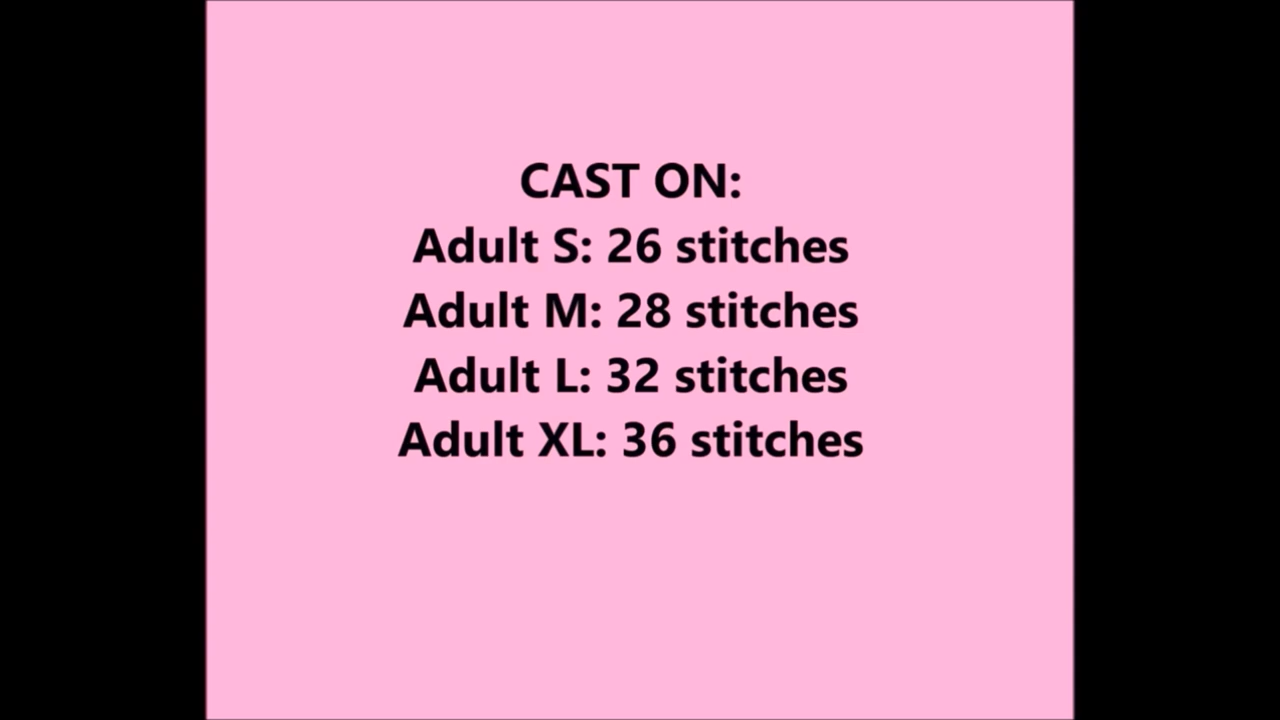 CAST ON:
Adult S: 26 stitches
Adult M: 28 stitches
Adult L: 32 stitches
Adult XL: 36 stitches